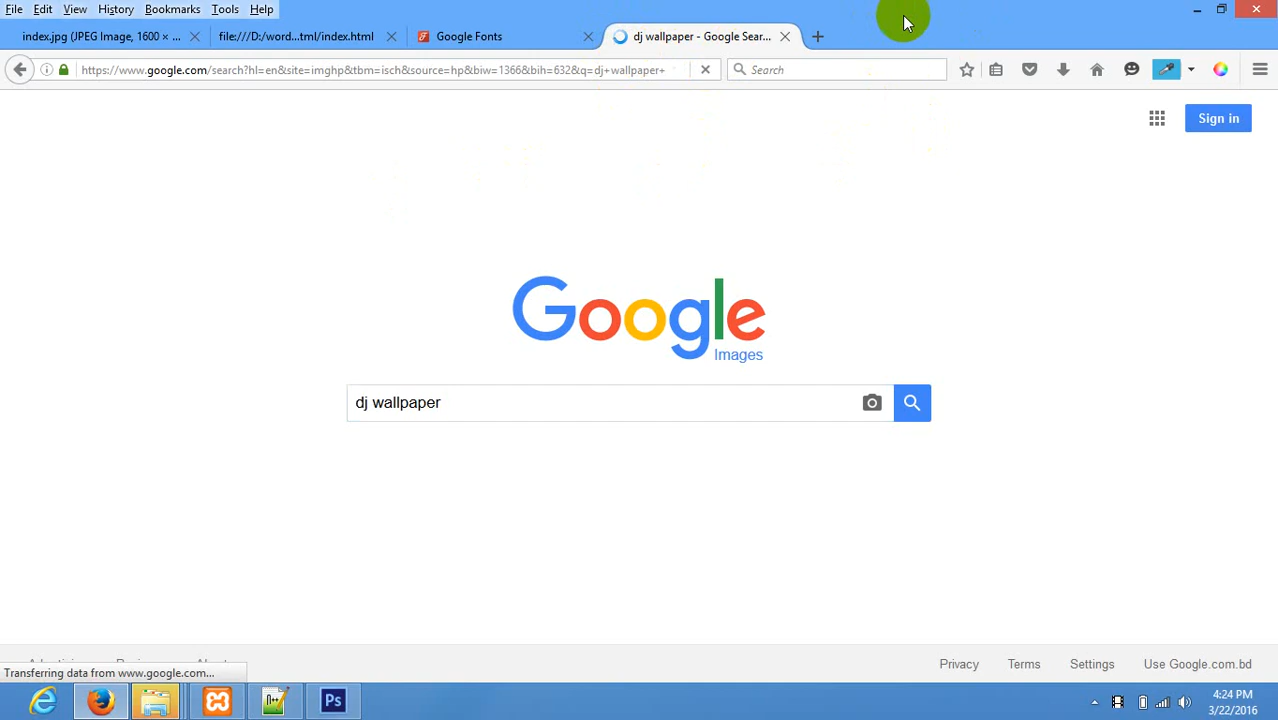 File Edit View History Bookmarks Tools Help
index.jpg (JPEG Image, 1600 × ... file:///D:/word...tml/index.html Google Fonts dj wallpaper - Google Sear...
https://www.google.com/search?hl=en&site=imghp&tbm=isch&source=hp&biw=1366&bih=632&q=dj+wallpaper+ Search
Sign in
Google
Images
dj wallpaper
Privacy Terms Settings Use Google.com.bd
Transferring data from www.google.com...
Ps
4:24 PM
3/22/2016